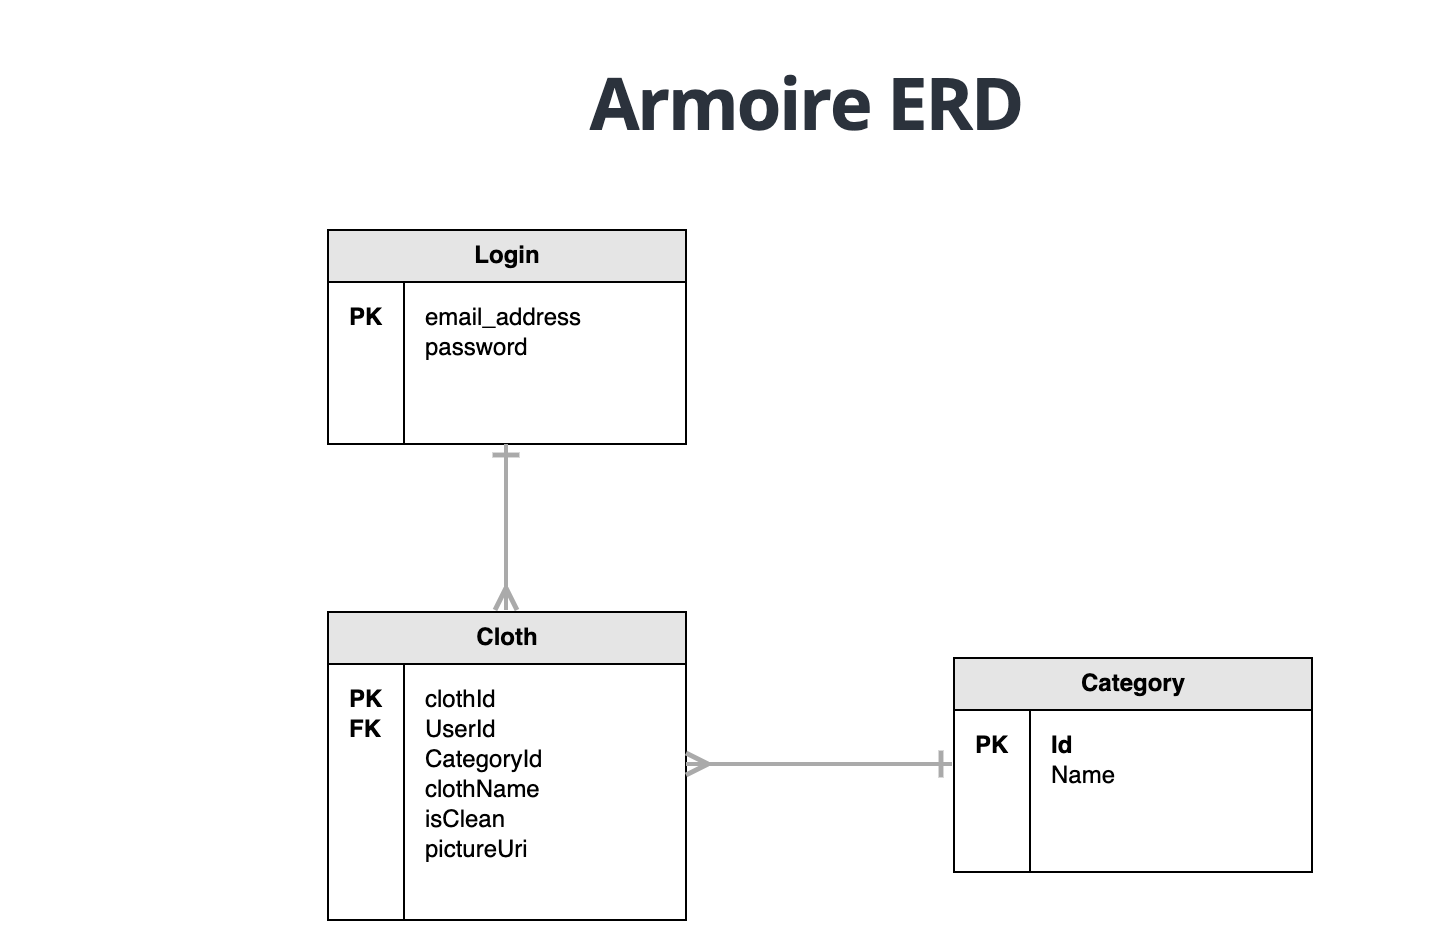 Armoire ERD
Login
PK email_address
password
Cloth
PK clothId
FK UserId
CategoryId
clothName
isClean
pictureUri
Category
PK Id
Name